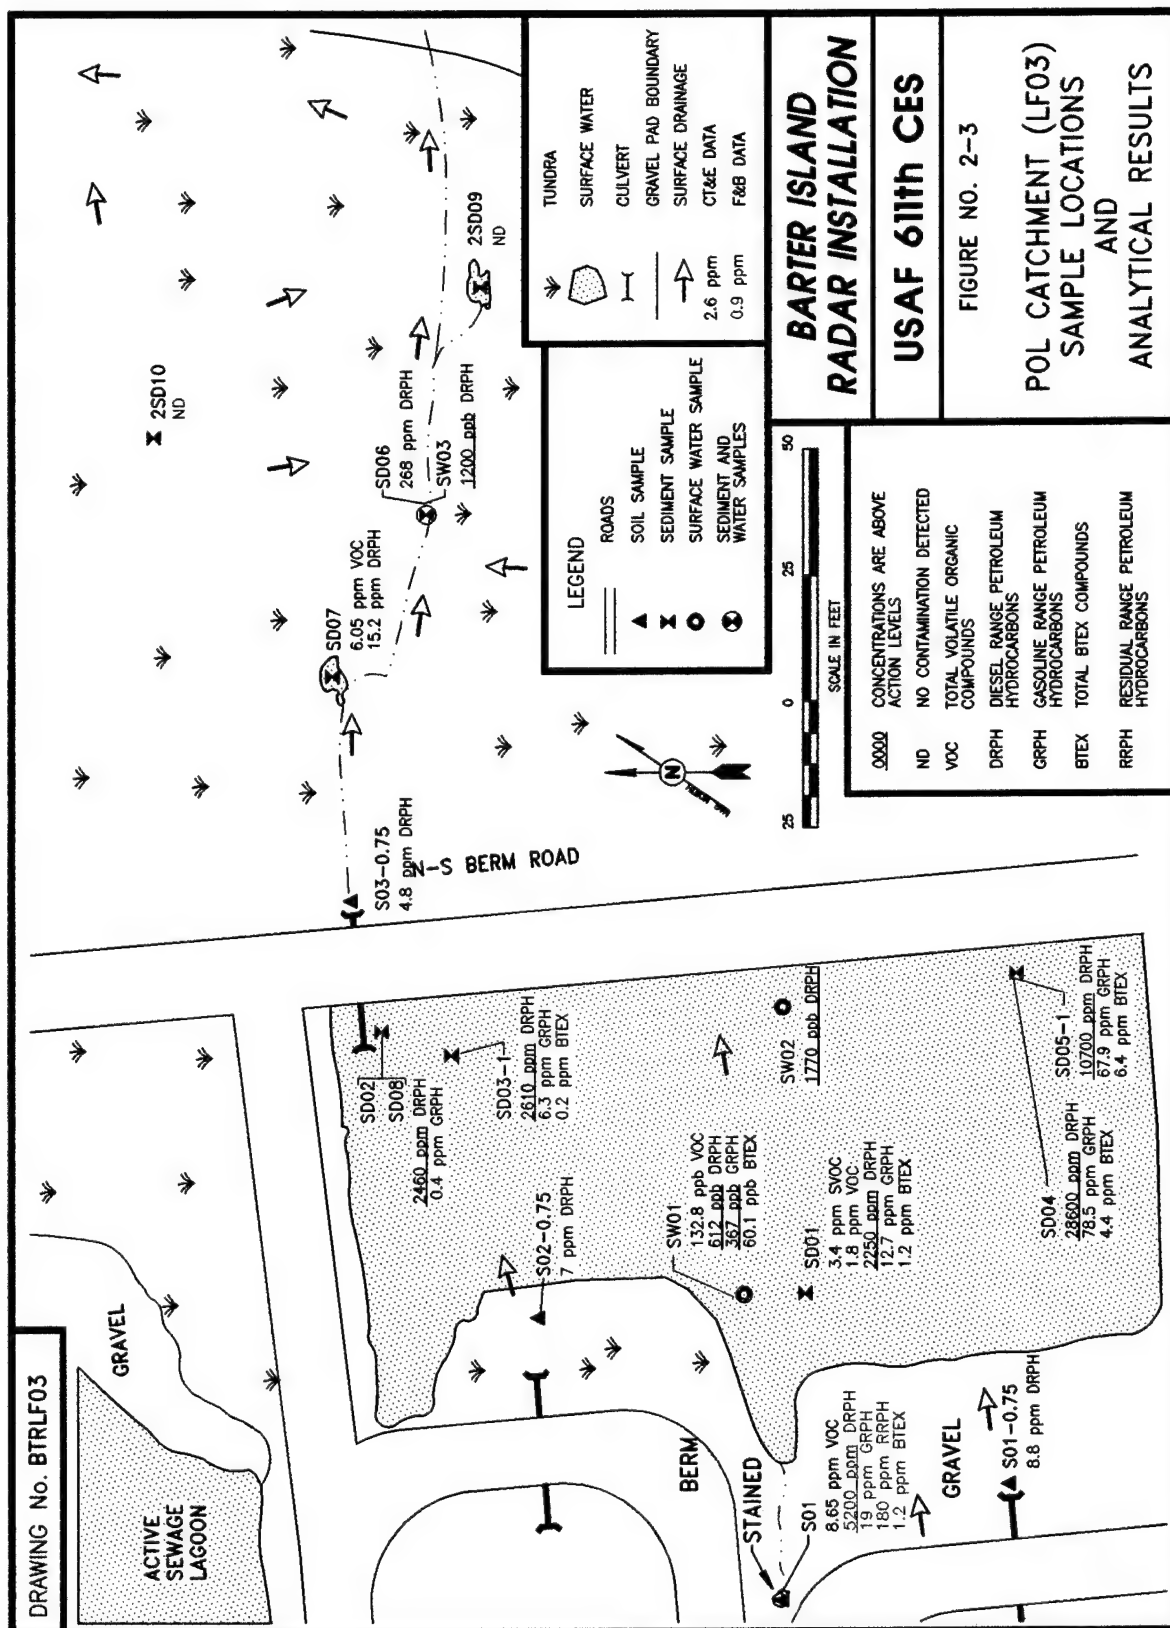 DRAWING No. BTRLF03
ACTIVE
SEWAGE
LAGOON
GRAVEL
SD02
SD08
2460 ppm DRPH
0.4 ppm GRPH
SD03-1
2610 ppm DRPH
6.3 ppm GRPH
0.2 ppm BTEX
S02-0.75
7 ppm DRPH
SW01
132.8 ppb VOC
612 ppb DRPH
367 ppb GRPH
60.1 ppb BTEX
SW02
1770 ppb DRPH
SD01
3.4 ppm SVOC
1.8 ppm VOC
2250 ppm DRPH
12.7 ppm GRPH
1.2 ppm BTEX
SD04
28600 ppm DRPH
78.5 ppm GRPH
4.4 ppm BTEX
SD05-1
10700 ppm DRPH
67.9 ppm GRPH
6.4 ppm BTEX
BERM
STAINED
S01
8.65 ppm VOC
5200 ppm DRPH
19 ppm GRPH
180 ppm RRPH
1.2 ppm BTEX
GRAVEL
S01-0.75
8.8 ppm DRPH
S03-0.75
4.8 ppm DRPH
N-S BERM ROAD
SD07
6.05 ppm VOC
15.2 ppm DRPH
SD06
268 ppm DRPH
SW03
1200 ppb DRPH
2SD10
ND
2SD09
ND
N
LEGEND
ROADS
SOIL SAMPLE
SEDIMENT SAMPLE
SURFACE WATER SAMPLE
SEDIMENT AND
WATER SAMPLES
TUNDRA
SURFACE WATER
CULVERT
GRAVEL PAD BOUNDARY
SURFACE DRAINAGE
2.6 ppm CT&E DATA
0.9 ppm F&B DATA
25 0 25 50
SCALE IN FEET
0000 CONCENTRATIONS ARE ABOVE
ACTION LEVELS
ND NO CONTAMINATION DETECTED
VOC TOTAL VOLATILE ORGANIC
COMPOUNDS
DRPH DIESEL RANGE PETROLEUM
HYDROCARBONS
GRPH GASOLINE RANGE PETROLEUM
HYDROCARBONS
BTEX TOTAL BTEX COMPOUNDS
RRPH RESIDUAL RANGE PETROLEUM
HYDROCARBONS
BARTER ISLAND
RADAR INSTALLATION
USAF 611th CES
FIGURE NO. 2-3
POL CATCHMENT (LF03)
SAMPLE LOCATIONS
AND
ANALYTICAL RESULTS